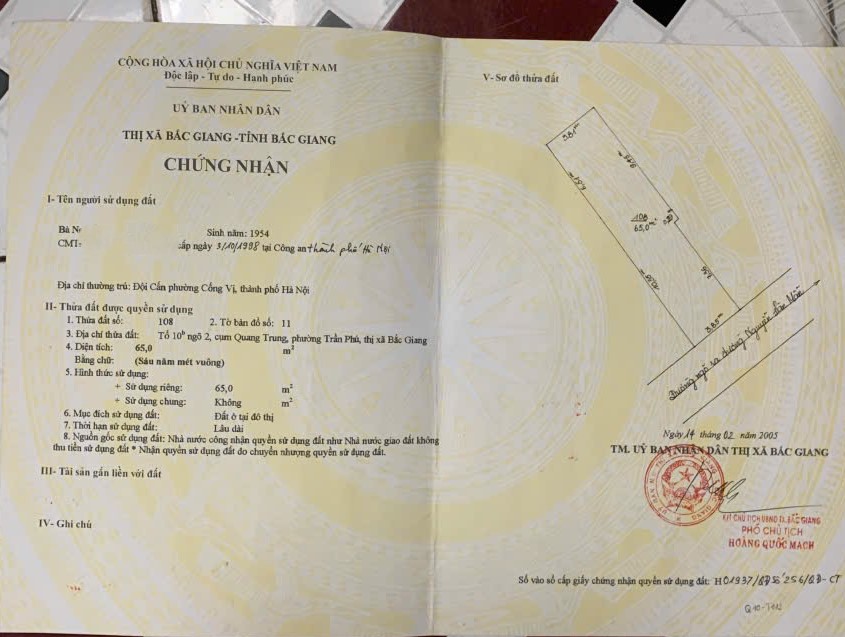 CỘNG HÒA XÃ HỘI CHỦ NGHĨA VIỆT NAM
Độc lập - Tự do - Hạnh phúc
UỶ BAN NHÂN DÂN
THỊ XÃ BẮC GIANG -TỈNH BẮC GIANG
CHỨNG NHẬN
I- Tên người sử dụng đất
Bà
Sinh năm: 1954
CMT:
cấp ngày 3/10/1998 tại Công an thành phố Hà Nội
Địa chỉ thường trú: Đội Cấn phường Cống Vị, thành phố Hà Nội
II- Thửa đất được quyền sử dụng
1. Thửa đất số: 108 2. Tờ bản đồ số: 11
3. Địa chỉ thửa đất: Tổ 10ᵇ ngõ 2, cụm Quang Trung, phường Trần Phú, thị xã Bắc Giang
4. Diện tích: 65,0 m²
Bằng chữ: (Sáu năm mét vuông)
5. Hình thức sử dụng:
+ Sử dụng riêng: 65,0 m²
+ Sử dụng chung: Không m²
6. Mục đích sử dụng đất: Đất ở tại đô thị
7. Thời hạn sử dụng đất: Lâu dài
8. Nguồn gốc sử dụng đất: Nhà nước công nhận quyền sử dụng đất như Nhà nước giao đất không
thu tiền sử dụng đất * Nhận quyền sử dụng đất do chuyển nhượng quyền sử dụng đất.
III- Tài sản gắn liền với đất
IV- Ghi chú
V- Sơ đồ thửa đất
108
65,0 m²
3.85m
Ngày 14 tháng 02 năm 2005
TM. UỶ BAN NHÂN DÂN THỊ XÃ BẮC GIANG
K/T CHỦ TỊCH UBND TX.BẮC GIANG
PHÓ CHỦ TỊCH
HOÀNG QUỐC MẠCH
Số vào sổ cấp giấy chứng nhận quyền sử dụng đất: